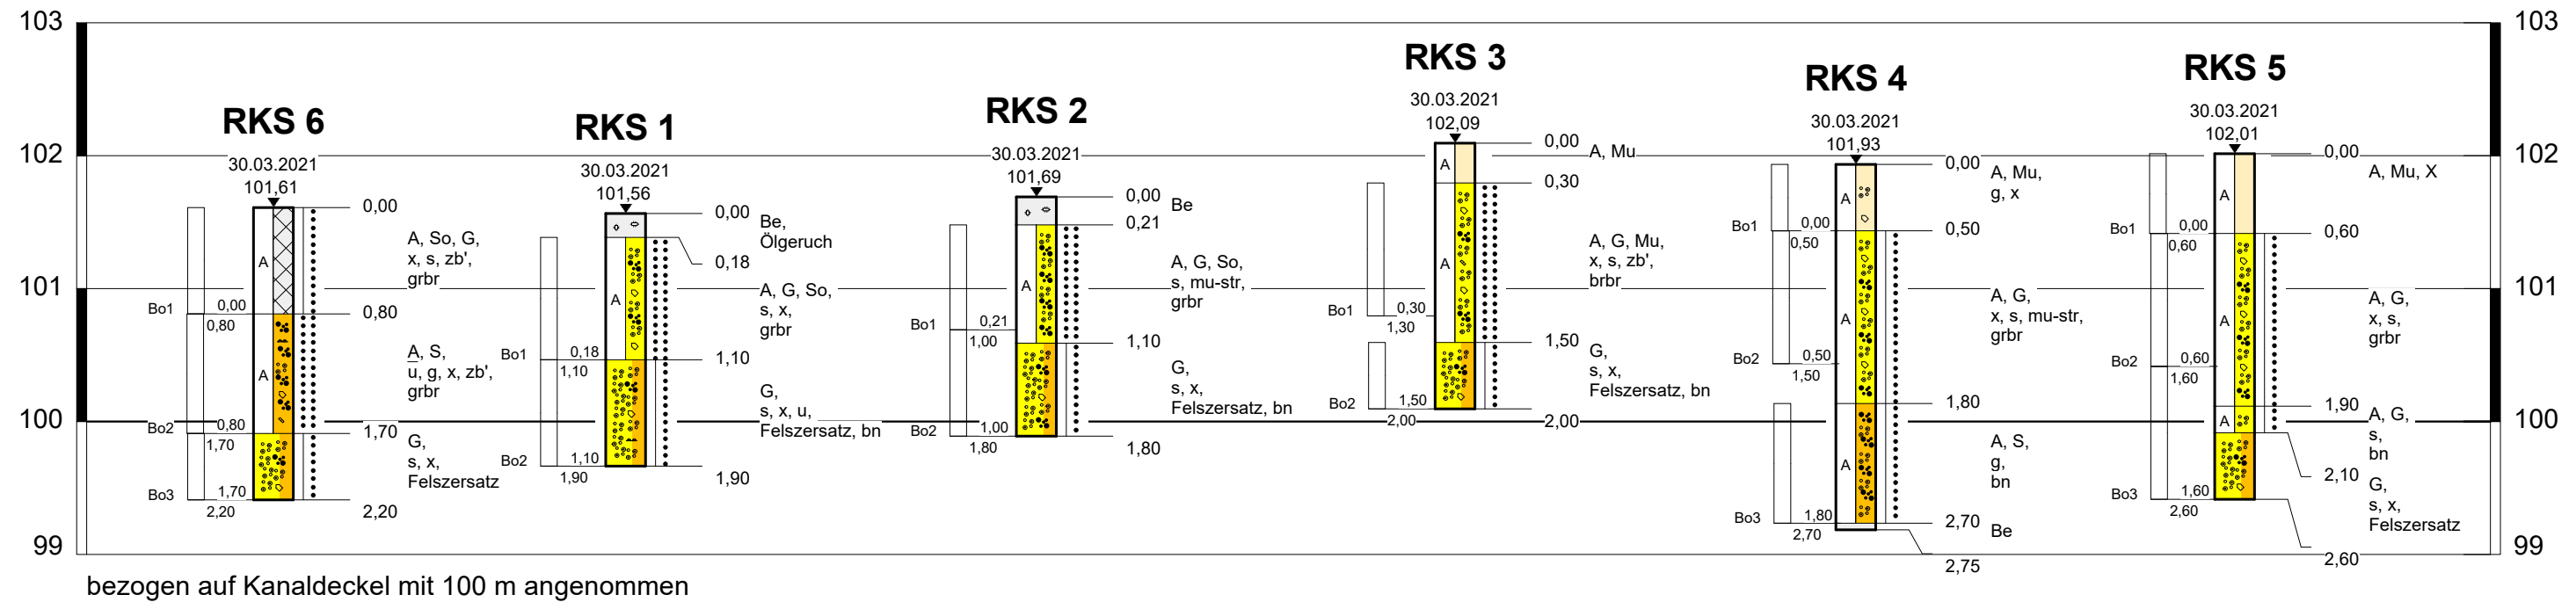 103
102
101
100
99
RKS 6
30.03.2021
101,61
0,00
A
A, So, G,
x, s, zb',
grbr
Bo1
0,00
0,80
0,80
A
A, S,
u, g, x, zb',
grbr
Bo2
0,80
1,70
1,70
G,
s, x,
Felszersatz
Bo3
1,70
2,20
2,20
RKS 1
30.03.2021
101,56
0,00
Be,
Ölgeruch
0,18
A
A, G, So,
s, x,
grbr
Bo1
0,18
1,10
1,10
G,
s, x, u,
Felszersatz, bn
Bo2
1,10
1,90
1,90
RKS 2
30.03.2021
101,69
0,00
Be
0,21
A
A, G, So,
s, mu-str,
grbr
Bo1
0,21
1,00
1,10
G,
s, x,
Felszersatz, bn
Bo2
1,00
1,80
1,80
RKS 3
30.03.2021
102,09
0,00
A, Mu
A
0,30
A
A, G, Mu,
x, s, zb',
brbr
Bo1
0,30
1,30
1,50
G,
s, x,
Felszersatz, bn
Bo2
1,50
2,00
2,00
RKS 4
30.03.2021
101,93
0,00
A, Mu,
g, x
A
Bo1
0,00
0,50
0,50
A
A, G,
x, s, mu-str,
grbr
Bo2
0,50
1,50
1,80
A
A, S,
g,
bn
Bo3
1,80
2,70
2,70
Be
2,75
RKS 5
30.03.2021
102,01
0,00
A, Mu, X
A
Bo1
0,00
0,60
0,60
A
A, G,
x, s,
grbr
Bo2
0,60
1,60
1,90
A
A, G,
s,
bn
2,10
G,
s, x,
Felszersatz
Bo3
1,60
2,60
2,60
103
102
101
100
99
bezogen auf Kanaldeckel mit 100 m angenommen